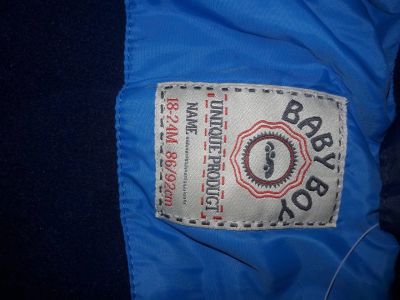 BABY BOY
UNIQUE PRODUCT
NAME
18-24M 86/92cm